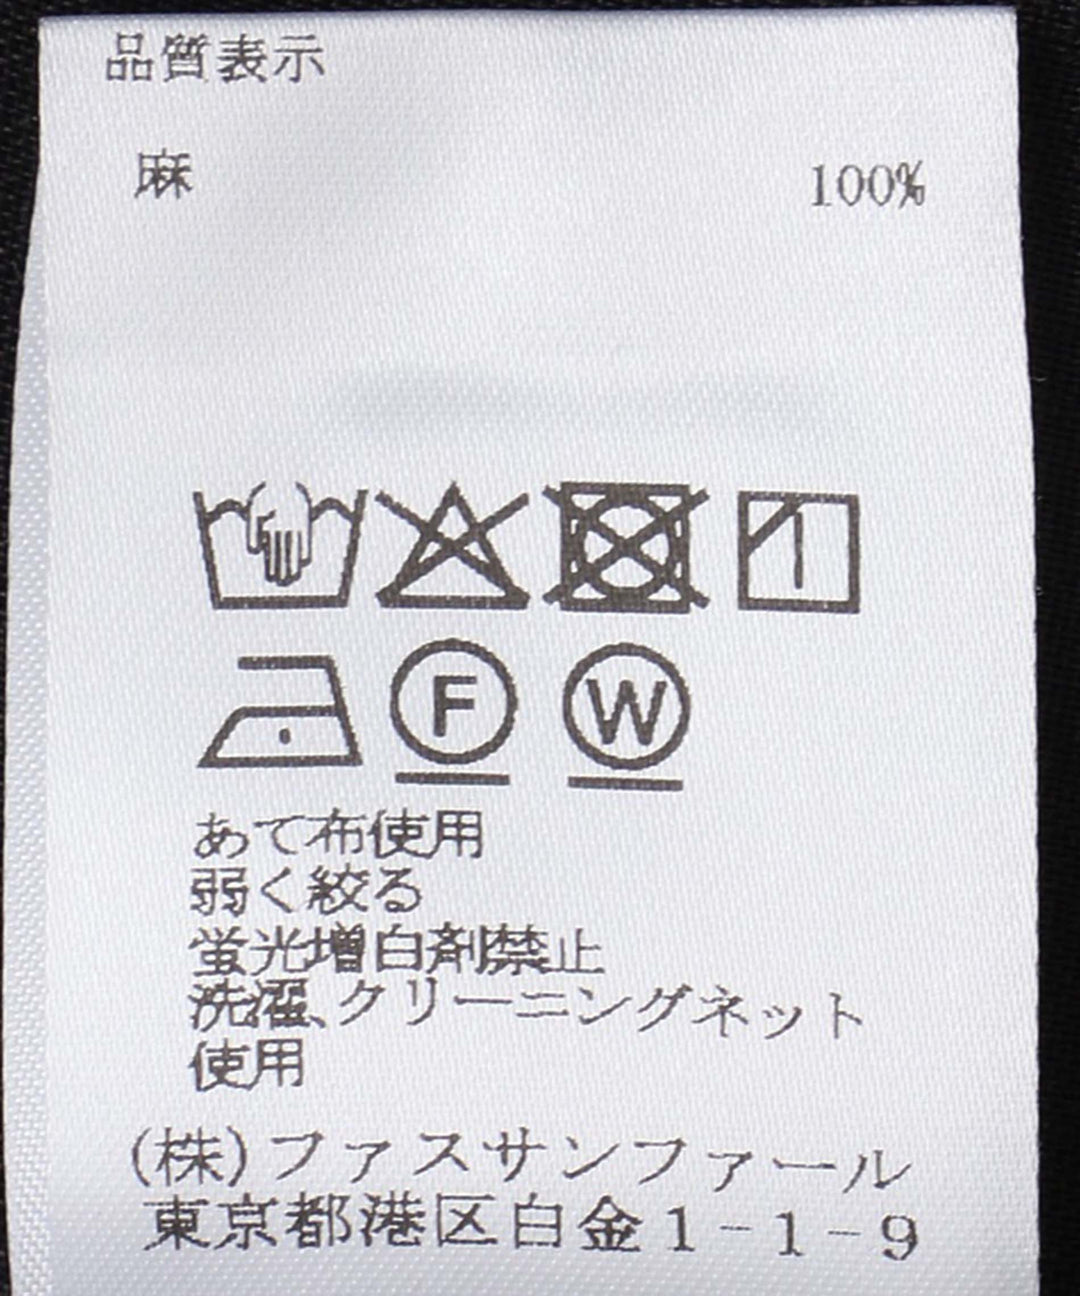 品質表示
麻 100%
F W
あて布使用
弱く絞る
蛍光増白剤禁止
洗濯、クリーニングネット
使用
(株)ファスサンファール
東京都港区白金1-1-9